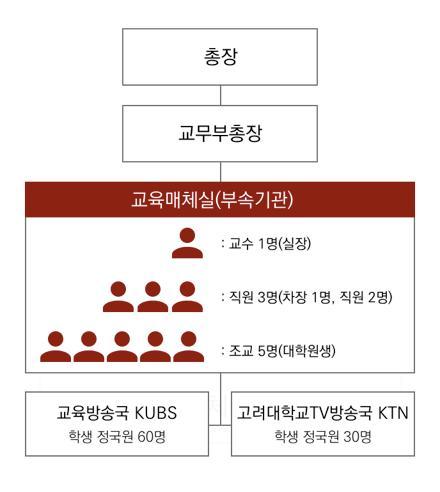 총장
교무부총장
교육매체실(부속기관)
: 교수 1명(실장)
: 직원 3명(차장 1명, 직원 2명)
: 조교 5명(대학원생)
교육방송국 KUBS
학생 정국원 60명
고려대학교TV방송국 KTN
학생 정국원 30명